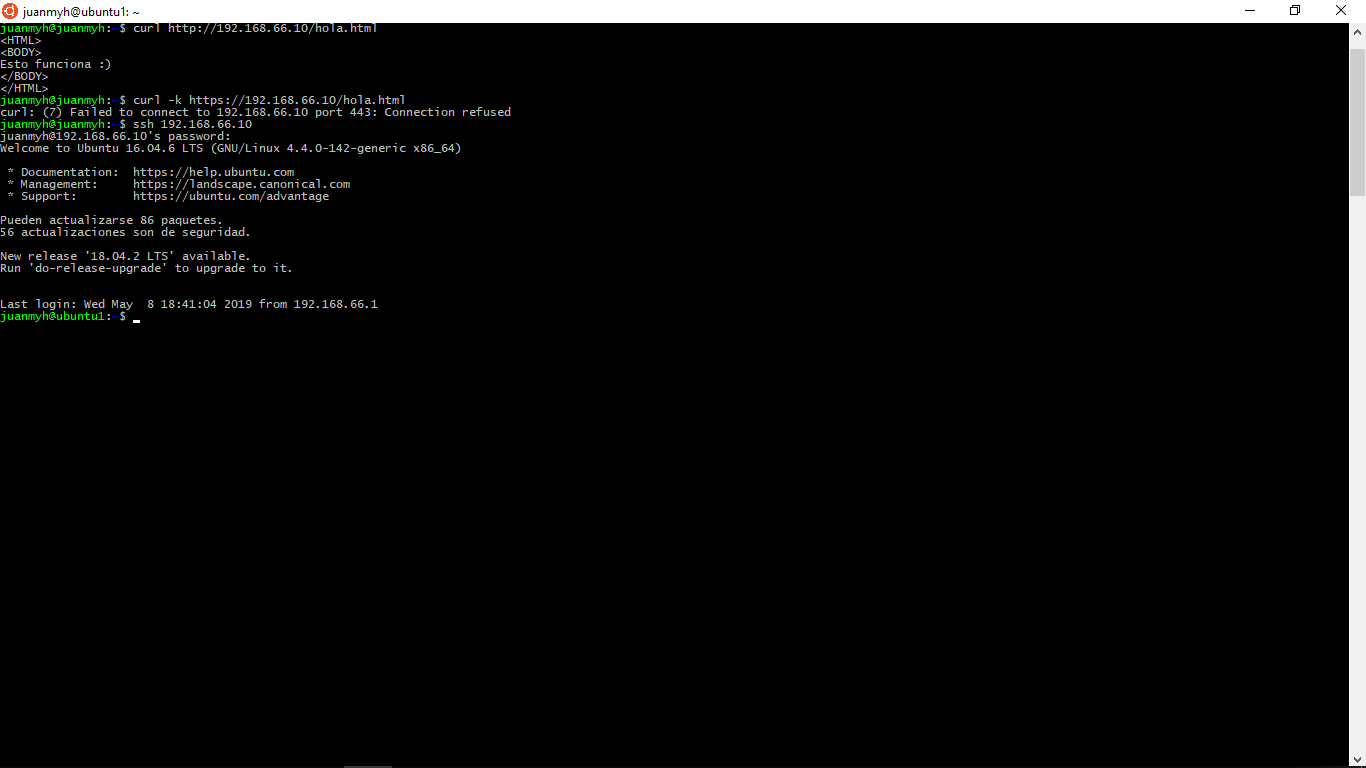 juanmyh@ubuntu1: ~
juanmyh@juanmyh:~$ curl http://192.168.66.10/hola.html
<HTML>
<BODY>
Esto funciona :)
</BODY>
</HTML>
juanmyh@juanmyh:~$ curl -k https://192.168.66.10/hola.html
curl: (7) Failed to connect to 192.168.66.10 port 443: Connection refused
juanmyh@juanmyh:~$ ssh 192.168.66.10
juanmyh@192.168.66.10's password:
Welcome to Ubuntu 16.04.6 LTS (GNU/Linux 4.4.0-142-generic x86_64)
* Documentation:  https://help.ubuntu.com
* Management:     https://landscape.canonical.com
* Support:        https://ubuntu.com/advantage
Pueden actualizarse 86 paquetes.
56 actualizaciones son de seguridad.
New release '18.04.2 LTS' available.
Run 'do-release-upgrade' to upgrade to it.
Last login: Wed May  8 18:41:04 2019 from 192.168.66.1
juanmyh@ubuntu1:~$